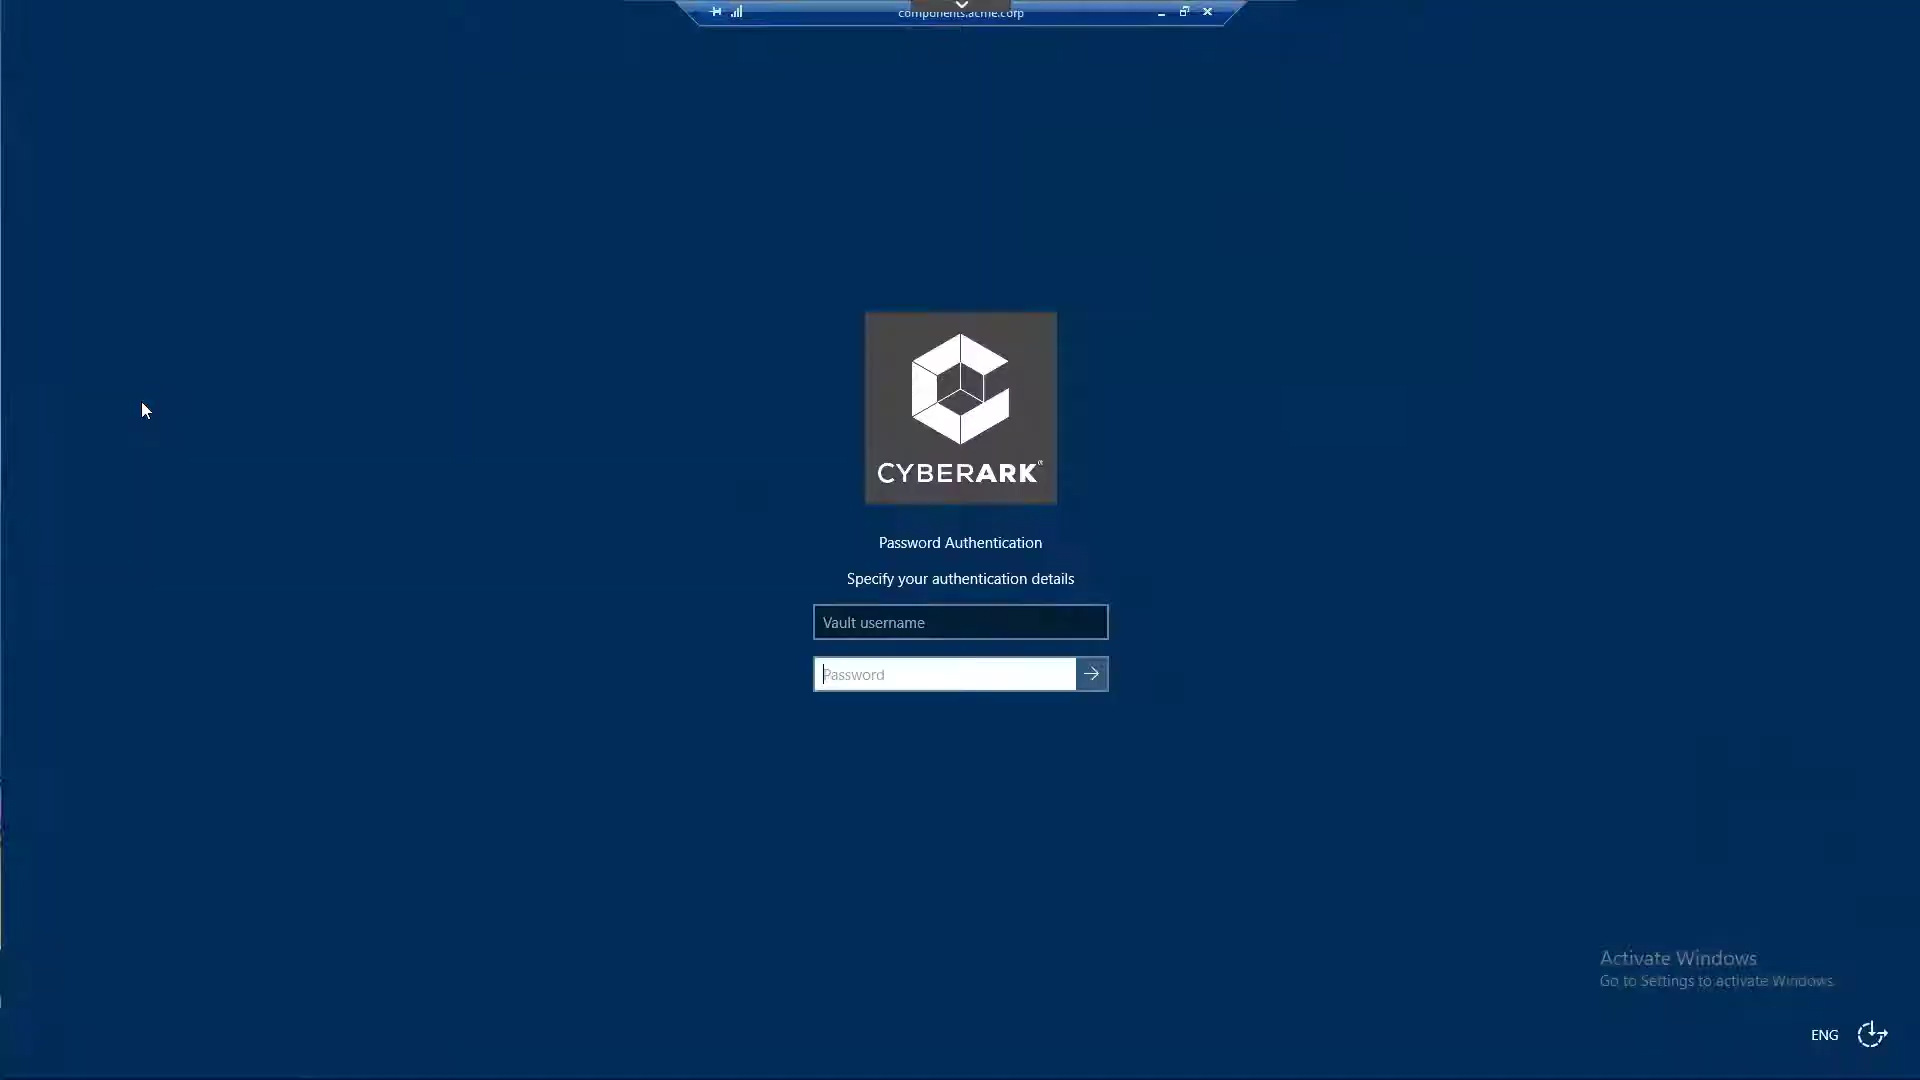 components.acme.corp
CYBERARK®
Password Authentication
Specify your authentication details
Vault username
Password
Activate Windows
Go to Settings to activate Windows.
ENG